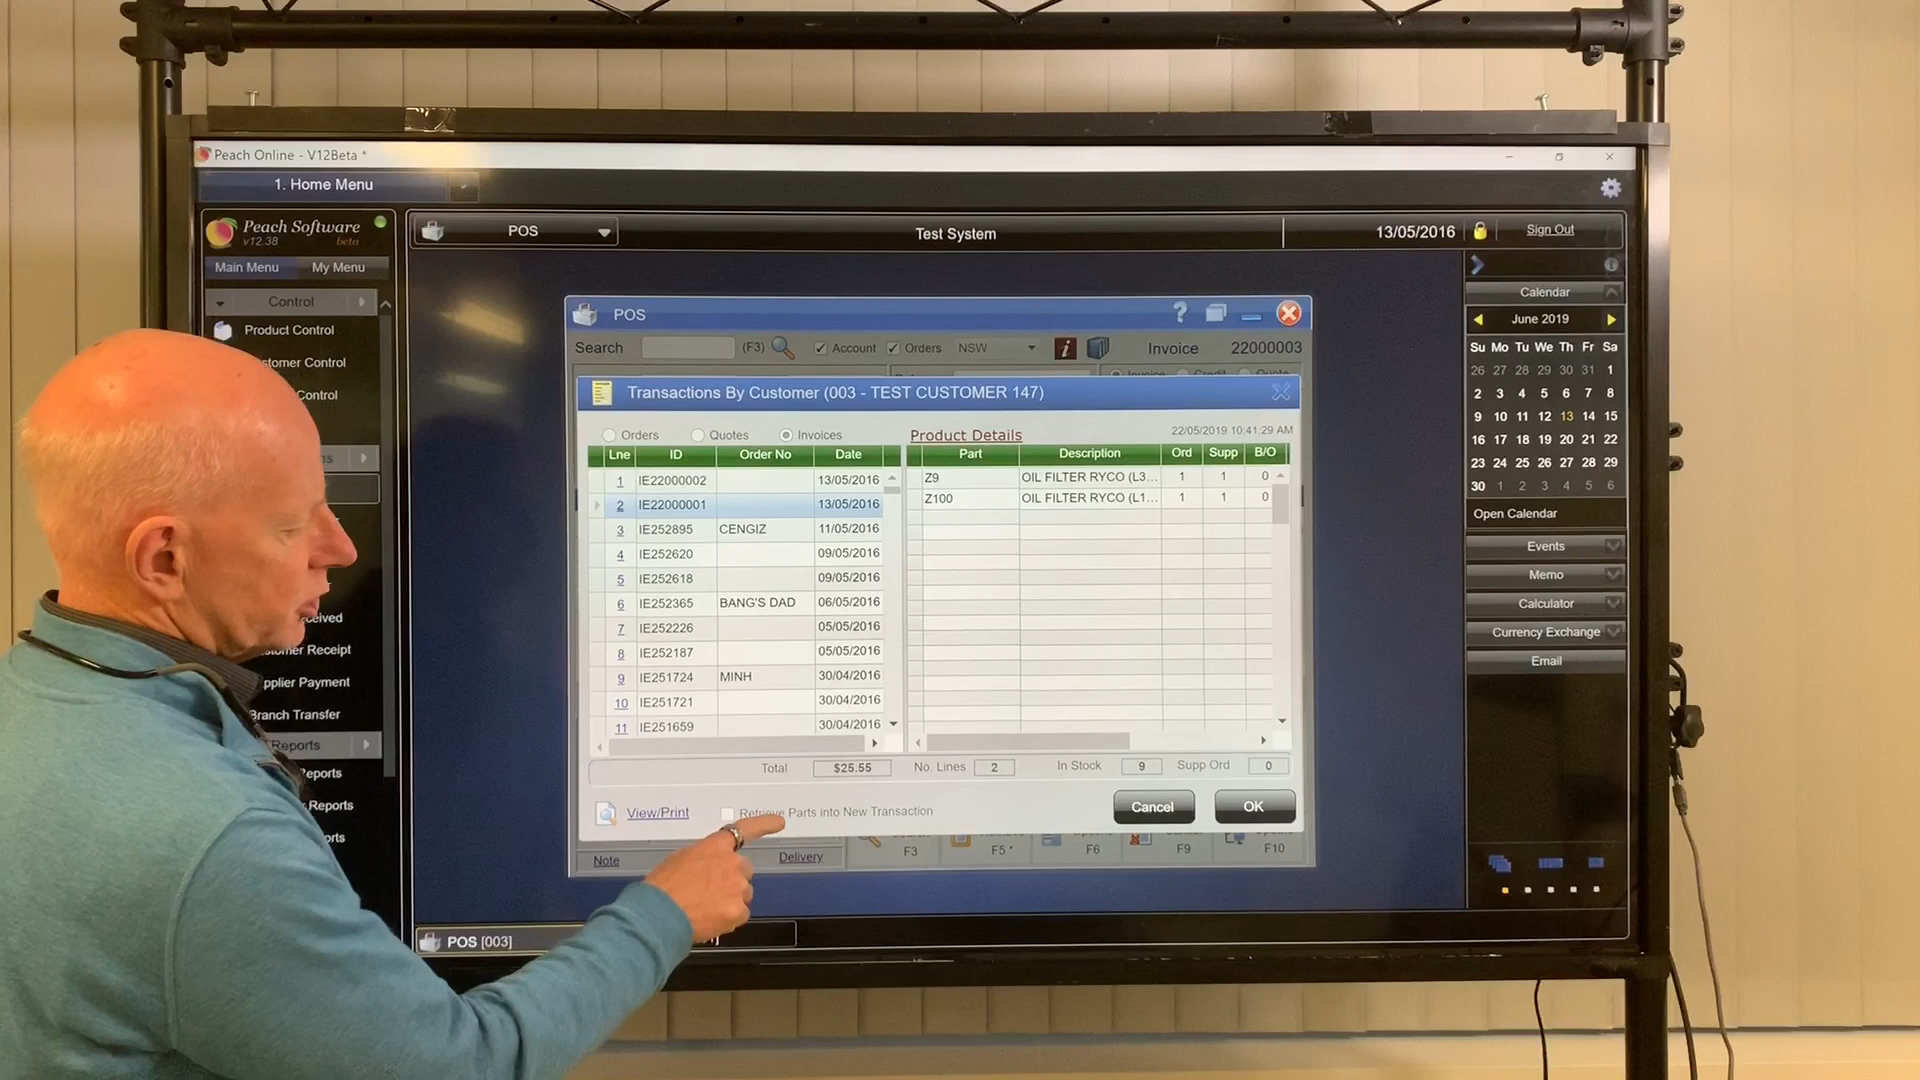 Peach Online - V12Beta *
1. Home Menu
Peach Software
v12.38 beta
Main Menu My Menu
Control
Product Control
stomer Control
Control
eived
omer Receipt
pplier Payment
Branch Transfer
Reports
Reports
Reports
POS
Test System
13/05/2016
Sign Out
POS
Search (F3) Account Orders NSW Invoice 22000003
Transactions By Customer (003 - TEST CUSTOMER 147)
Orders Quotes Invoices
Lne ID Order No Date
1 IE22000002 13/05/2016
2 IE22000001 13/05/2016
3 IE252895 CENGIZ 11/05/2016
4 IE252620 09/05/2016
5 IE252618 09/05/2016
6 IE252365 BANG'S DAD 06/05/2016
7 IE252226 05/05/2016
8 IE252187 05/05/2016
9 IE251724 MINH 30/04/2016
10 IE251721 30/04/2016
11 IE251659 30/04/2016
Product Details 22/05/2019 10:41:29 AM
Part Description Ord Supp B/O
Z9 OIL FILTER RYCO (L3... 1 1 0
Z100 OIL FILTER RYCO (L1... 1 1 0
Total $25.55 No. Lines 2 In Stock 9 Supp Ord 0
View/Print Retrieve Parts into New Transaction Cancel OK
Note Delivery F3 F5 * F6 F9 F10
POS [003]
Calendar
June 2019
Su Mo Tu We Th Fr Sa
26 27 28 29 30 31 1
2 3 4 5 6 7 8
9 10 11 12 13 14 15
16 17 18 19 20 21 22
23 24 25 26 27 28 29
30 1 2 3 4 5 6
Open Calendar
Events
Memo
Calculator
Currency Exchange
Email